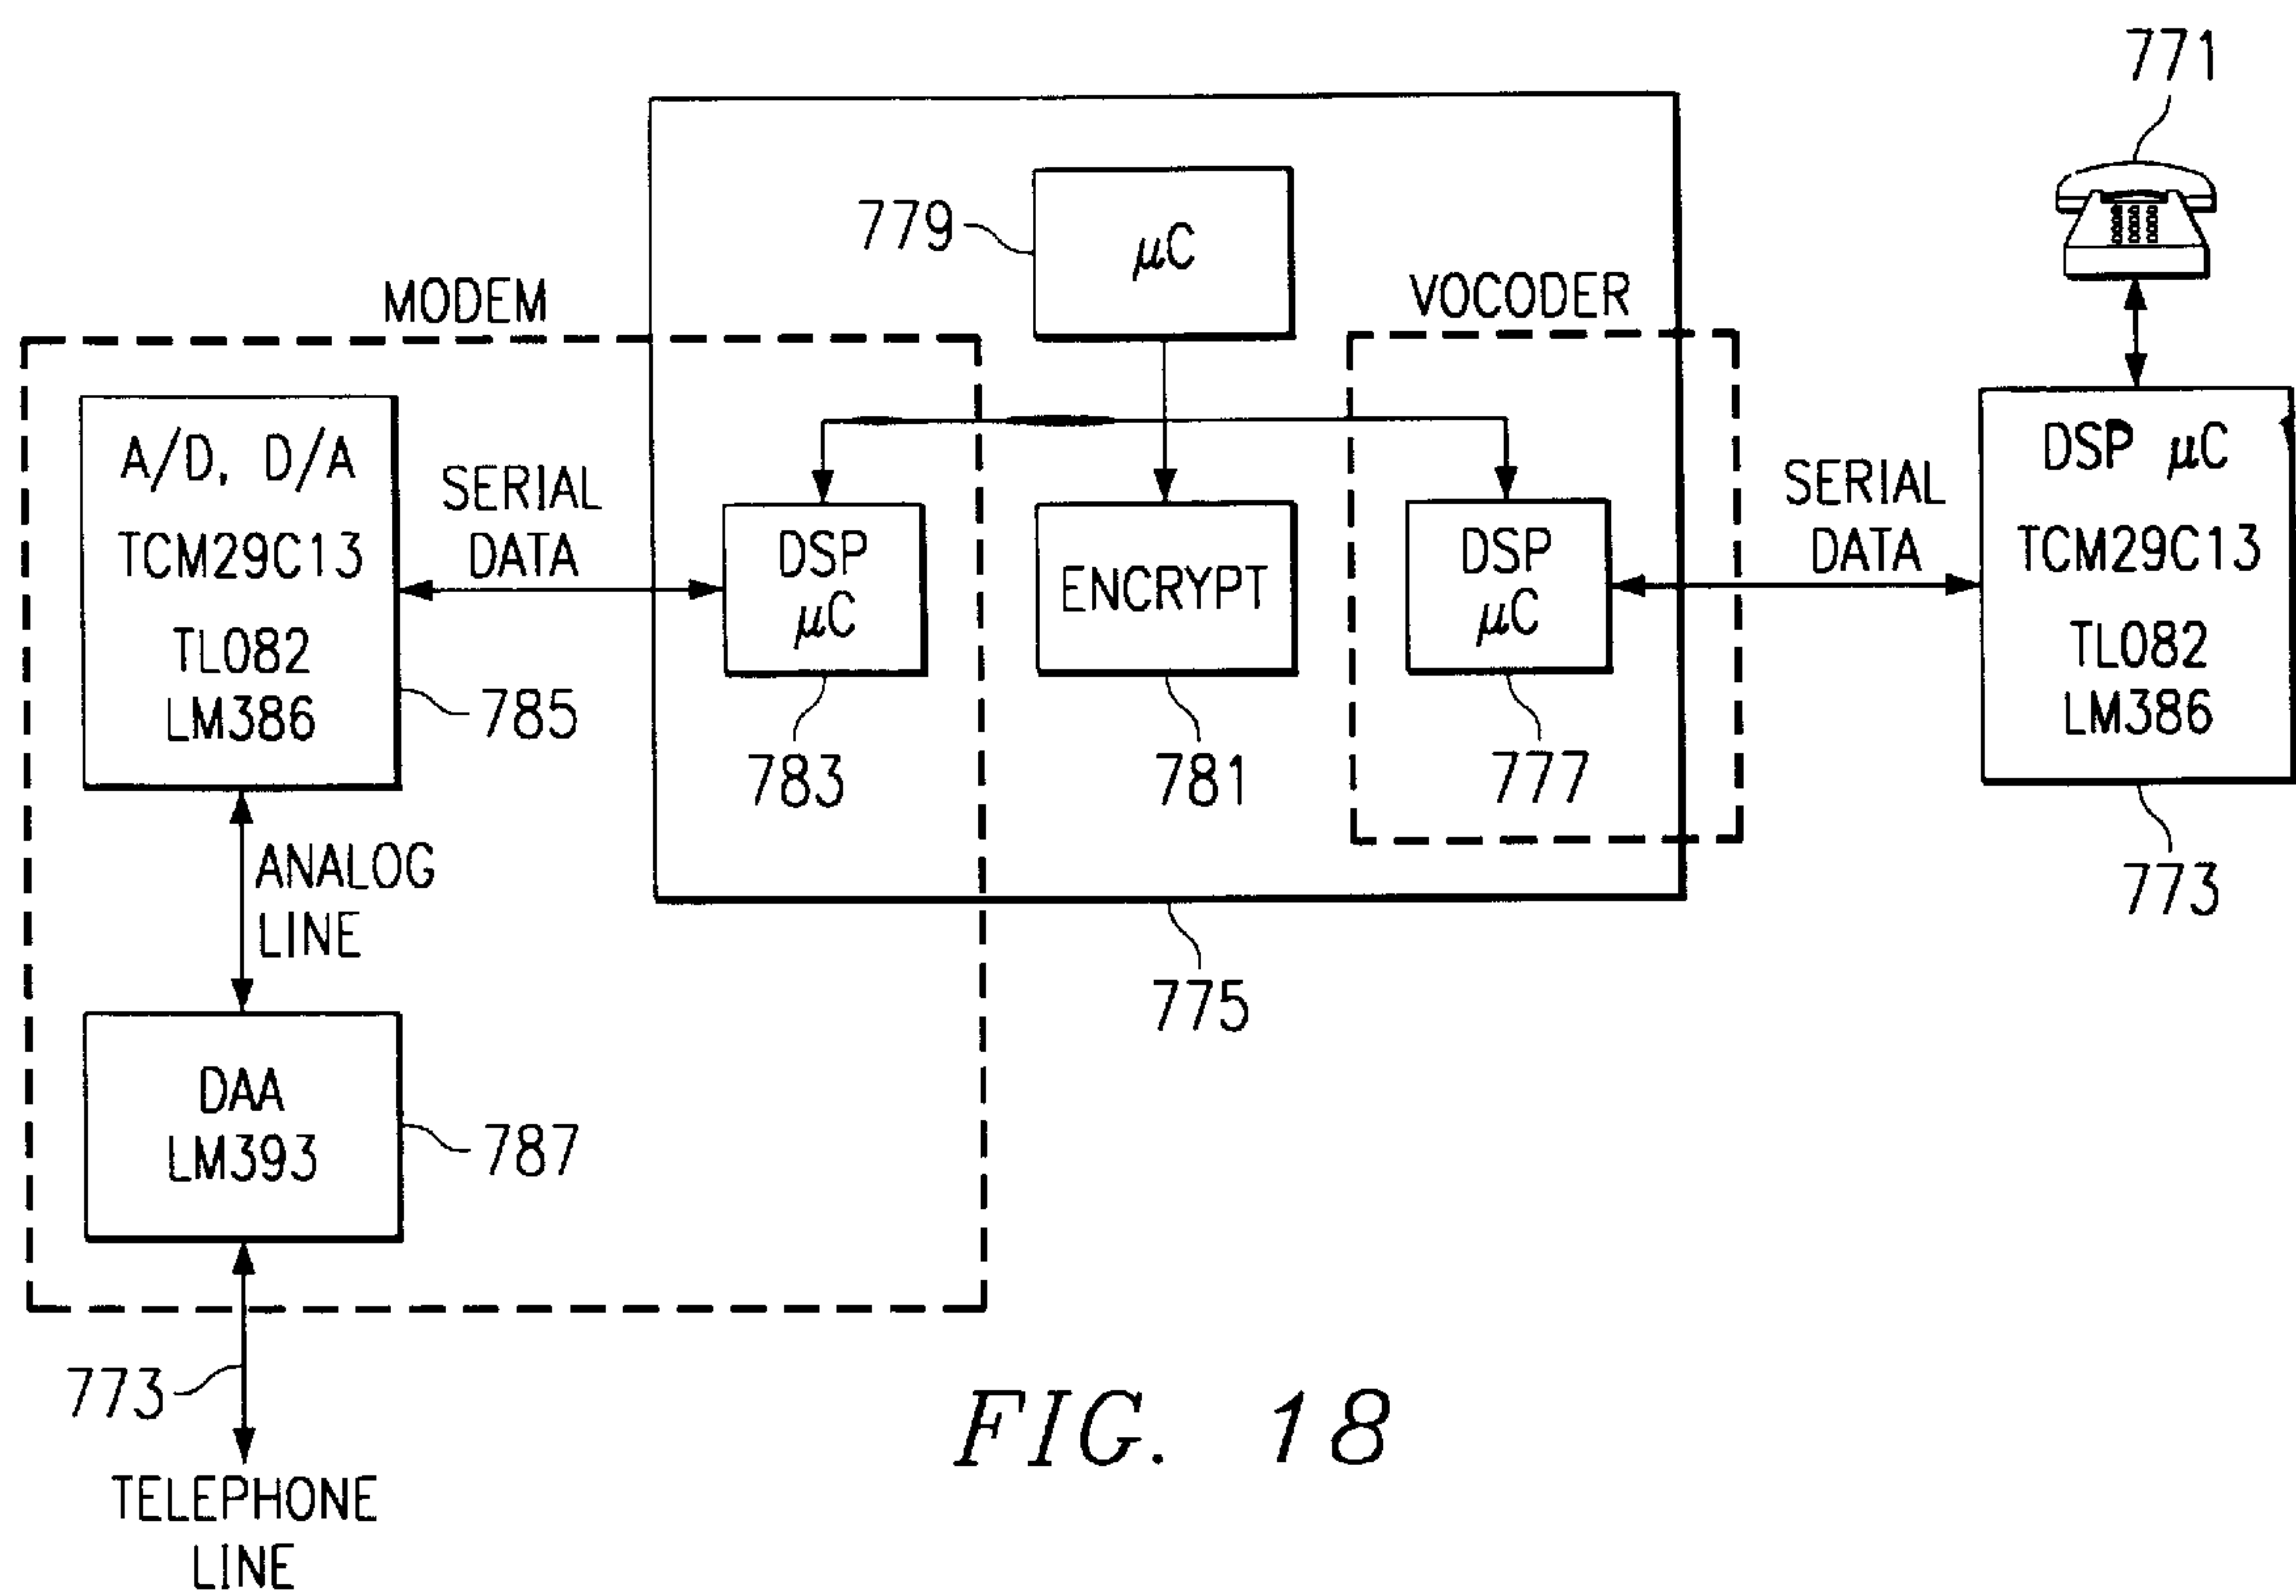 771
779
μC
MODEM
VOCODER
A/D, D/A
TCM29C13
TL082
LM386
785
SERIAL
DATA
DSP
μC
783
ENCRYPT
781
DSP
μC
777
SERIAL
DATA
DSP μC
TCM29C13
TL082
LM386
773
ANALOG
LINE
775
DAA
LM393
787
773
TELEPHONE
LINE
FIG. 18